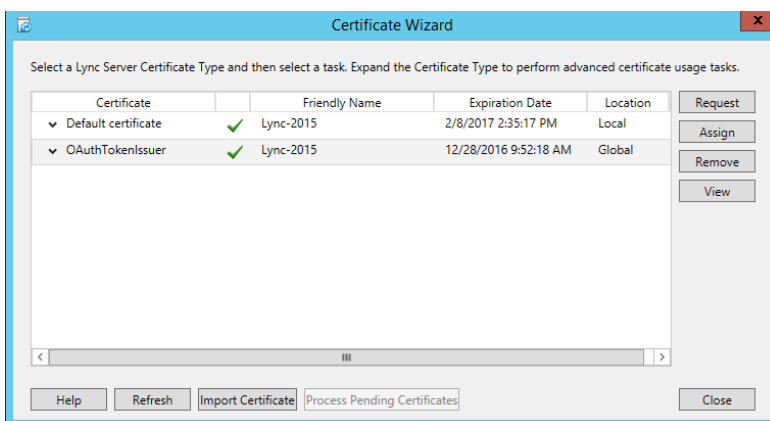 Certificate Wizard
x
Select a Lync Server Certificate Type and then select a task. Expand the Certificate Type to perform advanced certificate usage tasks.
Certificate Friendly Name Expiration Date Location
Default certificate Lync-2015 2/8/2017 2:35:17 PM Local
OAuthTokenIssuer Lync-2015 12/28/2016 9:52:18 AM Global
Request
Assign
Remove
View
Help Refresh Import Certificate Process Pending Certificates Close